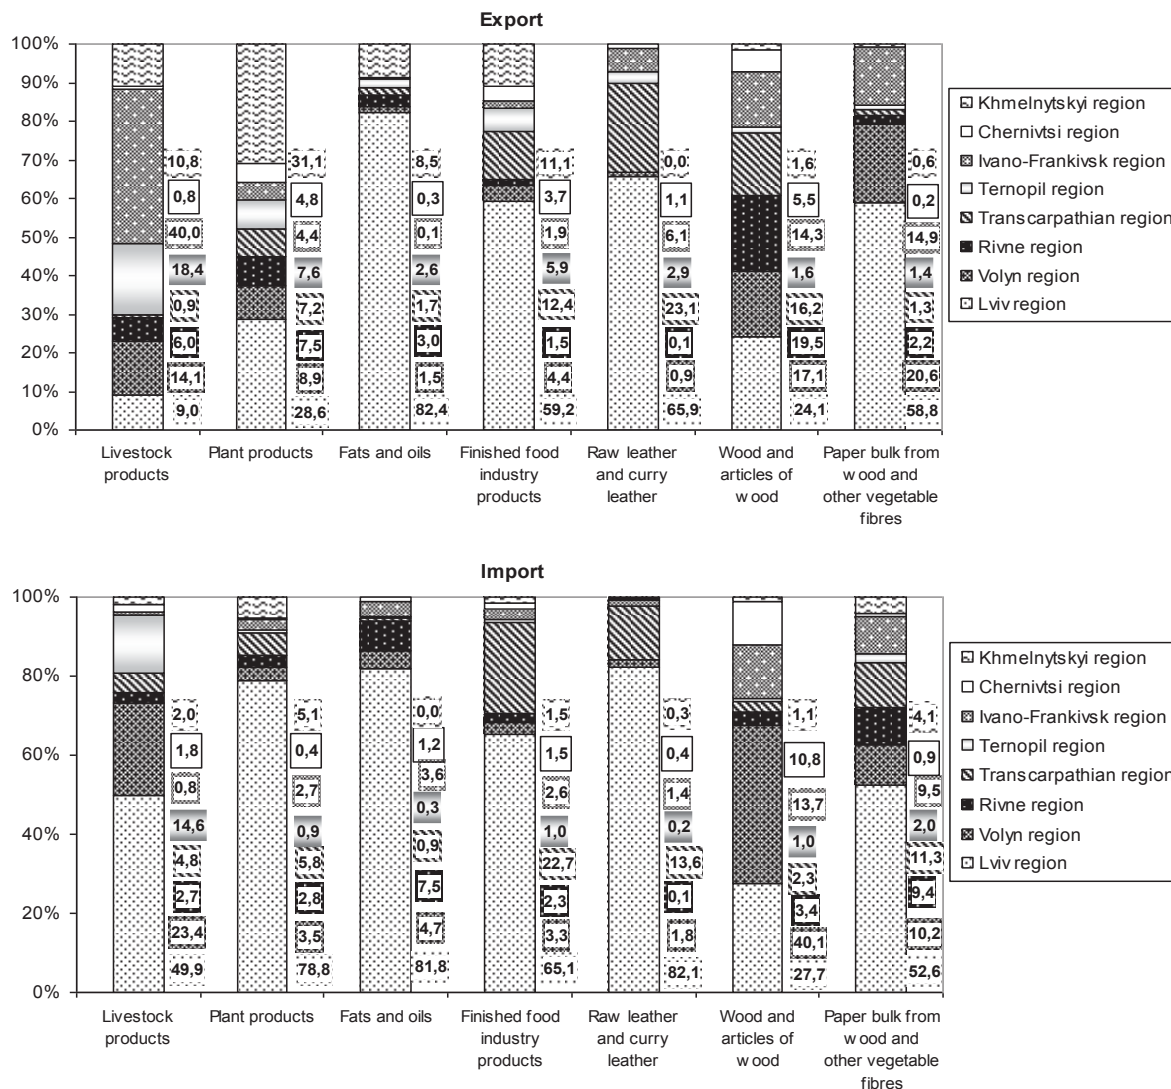 Export
100%
90%
80%
70%
60%
50%
40%
30%
20%
10%
0%
10,8
0,8
40,0
18,4
0,9
6,0
14,1
9,0
31,1
4,8
4,4
7,6
7,2
7,5
8,9
28,6
8,5
0,3
0,1
2,6
1,7
3,0
1,5
82,4
11,1
3,7
1,9
5,9
12,4
1,5
4,4
59,2
0,0
1,1
6,1
2,9
23,1
0,1
0,9
65,9
1,6
5,5
14,3
1,6
16,2
19,5
17,1
24,1
0,6
0,2
14,9
1,4
1,3
2,2
20,6
58,8
Livestock
products
Plant products
Fats and oils
Finished food
industry
products
Raw leather
and curry
leather
Wood and
articles of
wood
Paper bulk from
wood and
other vegetable
fibres
Khmelnytskyi region
Chernivtsi region
Ivano-Frankivsk region
Ternopil region
Transcarpathian region
Rivne region
Volyn region
Lviv region
Import
100%
80%
60%
40%
20%
0%
2,0
1,8
0,8
14,6
4,8
2,7
23,4
49,9
5,1
0,4
2,7
0,9
5,8
2,8
3,5
78,8
0,0
1,2
3,6
0,3
0,9
7,5
4,7
81,8
1,5
1,5
2,6
1,0
22,7
2,3
3,3
65,1
0,3
0,4
1,4
0,2
13,6
0,1
1,8
82,1
1,1
10,8
13,7
1,0
2,3
3,4
40,1
27,7
4,1
0,9
9,5
2,0
11,3
9,4
10,2
52,6
Livestock
products
Plant products
Fats and oils
Finished food
industry
products
Raw leather
and curry
leather
Wood and
articles of
wood
Paper bulk from
wood and
other vegetable
fibres
Khmelnytskyi region
Chernivtsi region
Ivano-Frankivsk region
Ternopil region
Transcarpathian region
Rivne region
Volyn region
Lviv region